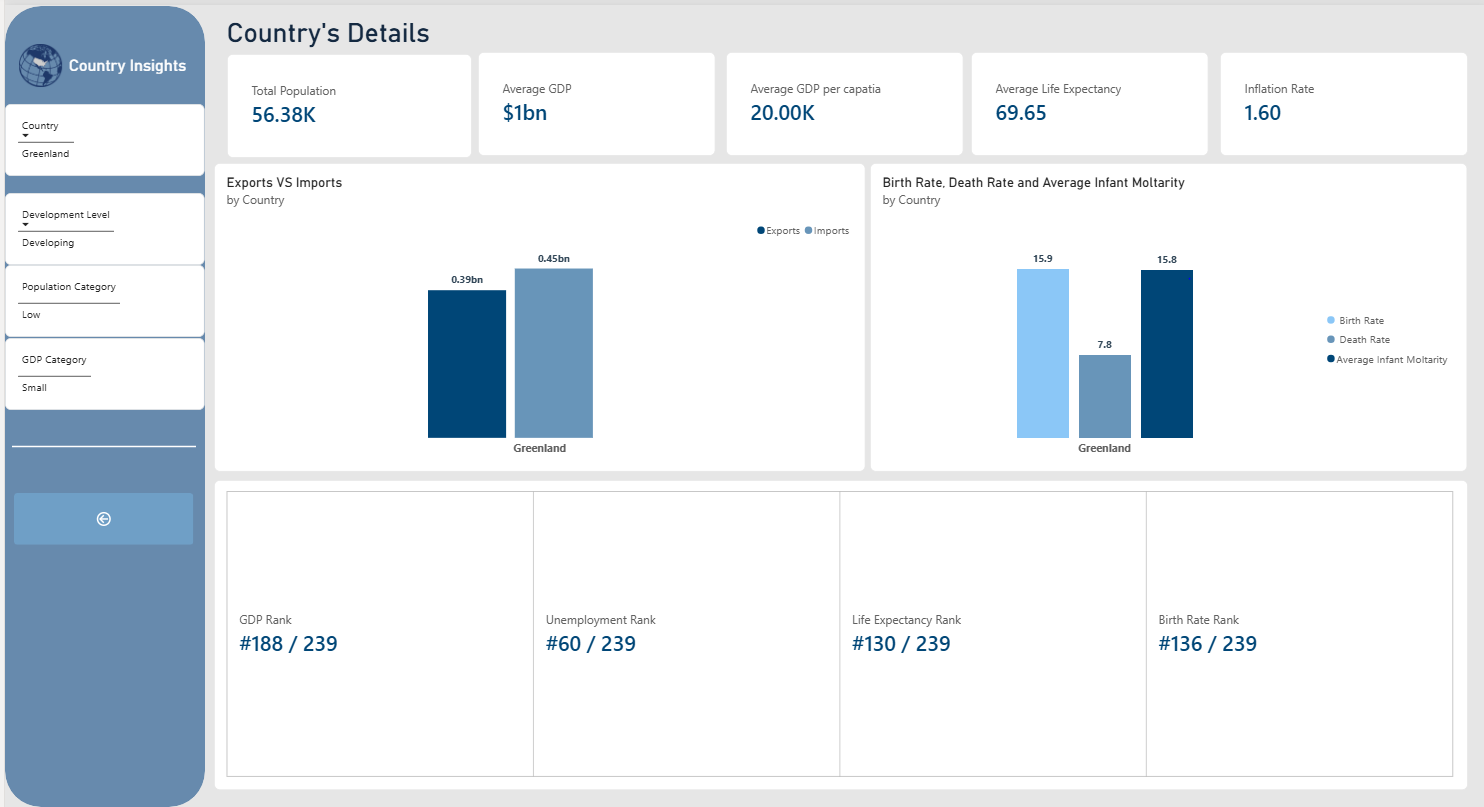 Country Insights
Country
Greenland
Development Level
Developing
Population Category
Low
GDP Category
Small
Country's Details
Total Population
56.38K
Average GDP
$1bn
Average GDP per capatia
20.00K
Average Life Expectancy
69.65
Inflation Rate
1.60
Exports VS Imports
by Country
Exports Imports
0.39bn
0.45bn
Greenland
Birth Rate, Death Rate and Average Infant Moltarity
by Country
15.9
7.8
15.8
Greenland
Birth Rate
Death Rate
Average Infant Moltarity
GDP Rank
#188 / 239
Unemployment Rank
#60 / 239
Life Expectancy Rank
#130 / 239
Birth Rate Rank
#136 / 239